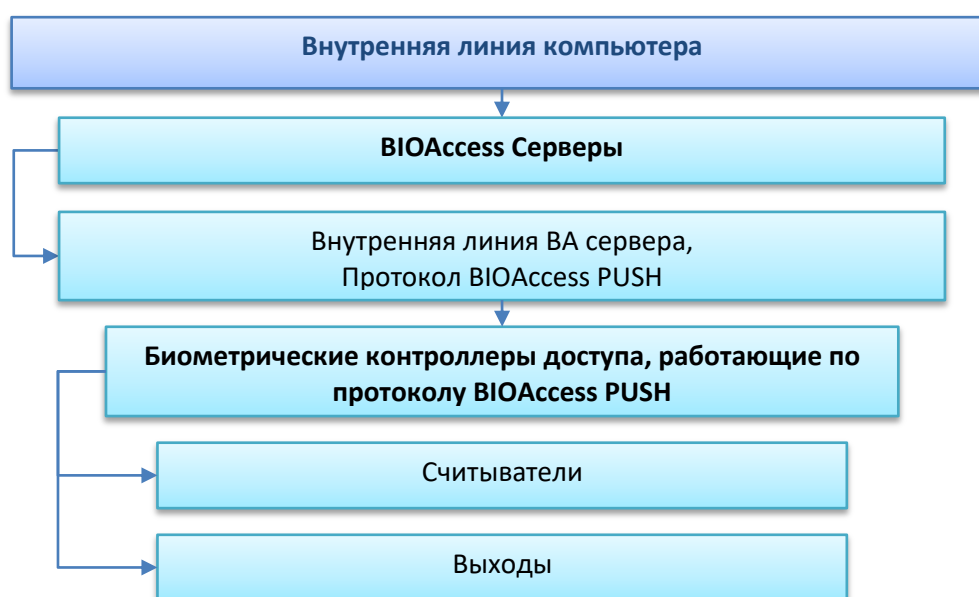 Внутренняя линия компьютера
BIOAccess Серверы
Внутренняя линия BA сервера,
Протокол BIOAccess PUSH
Биометрические контроллеры доступа, работающие по
протоколу BIOAccess PUSH
Считыватели
Выходы